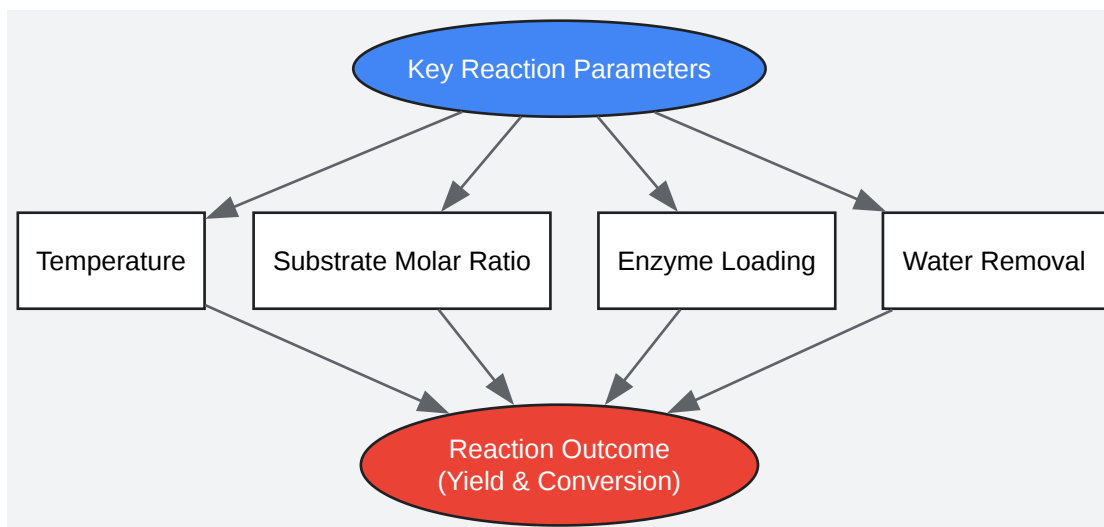 Key Reaction Parameters
Temperature
Substrate Molar Ratio
Enzyme Loading
Water Removal
Reaction Outcome
(Yield & Conversion)